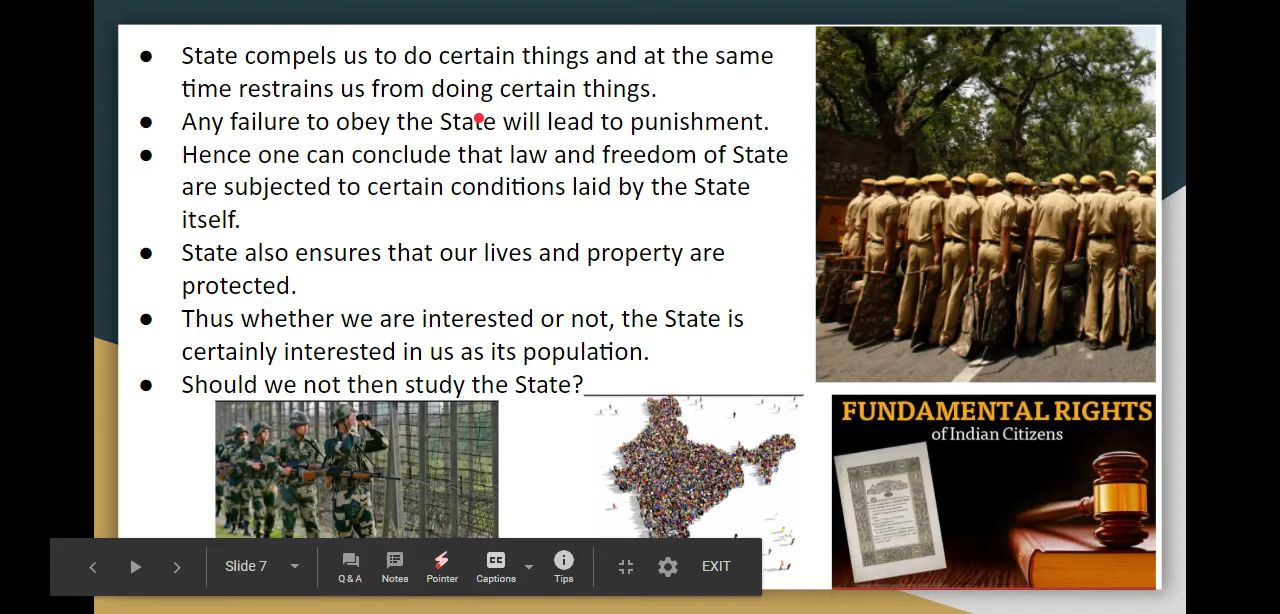 ● State compels us to do certain things and at the same
time restrains us from doing certain things.
● Any failure to obey the State will lead to punishment.
● Hence one can conclude that law and freedom of State
are subjected to certain conditions laid by the State
itself.
● State also ensures that our lives and property are
protected.
● Thus whether we are interested or not, the State is
certainly interested in us as its population.
● Should we not then study the State?
FUNDAMENTAL RIGHTS
of Indian Citizens
Slide 7
Q & A
Notes
Pointer
CC
Captions
Tips
EXIT